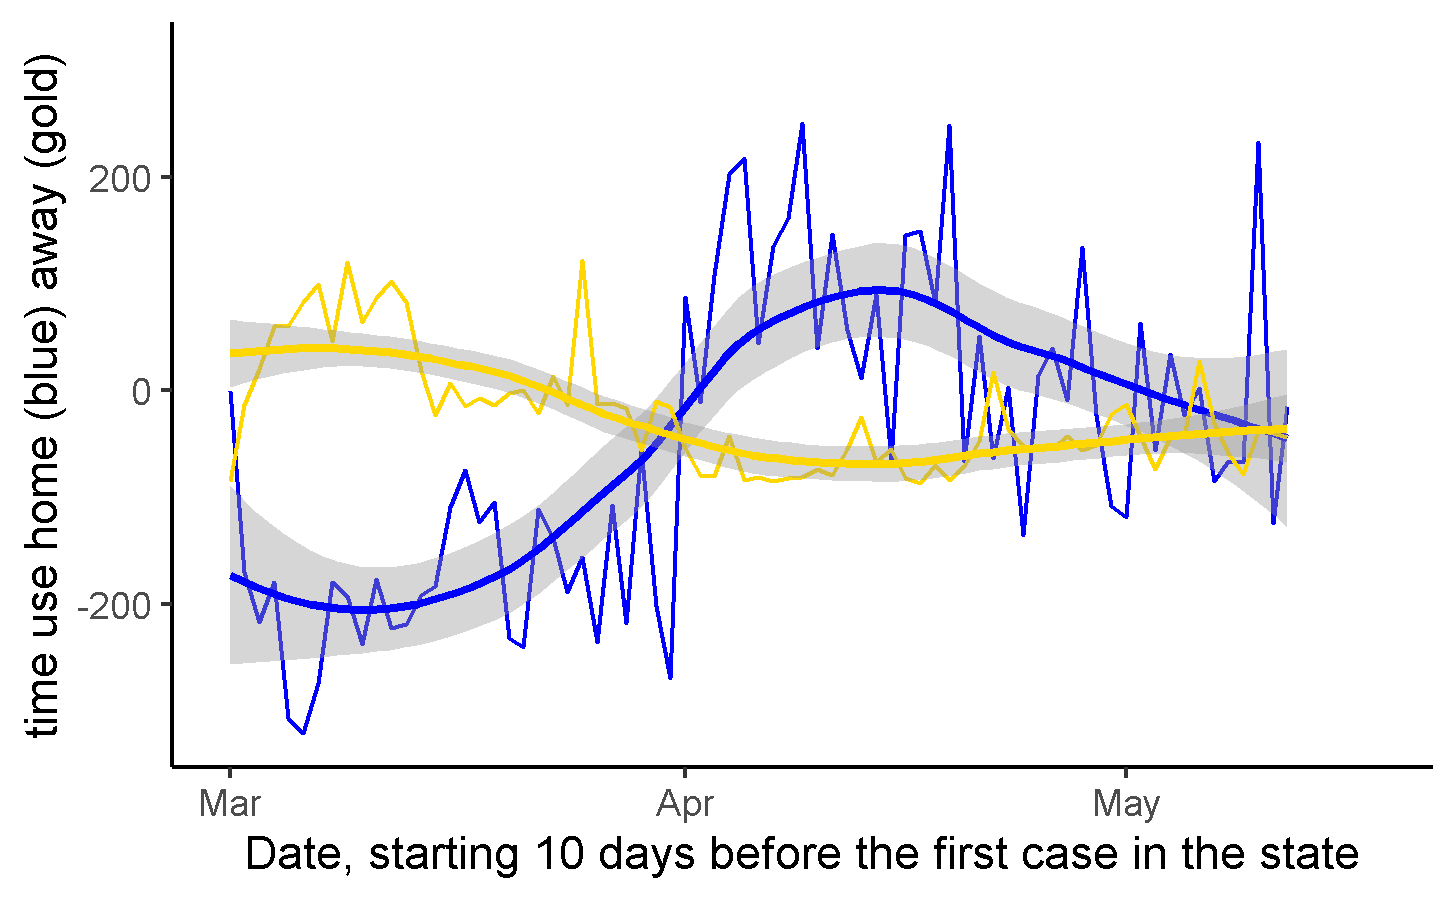 time use home (blue) away (gold)
200
0
-200
Mar Apr May
Date, starting 10 days before the first case in the state